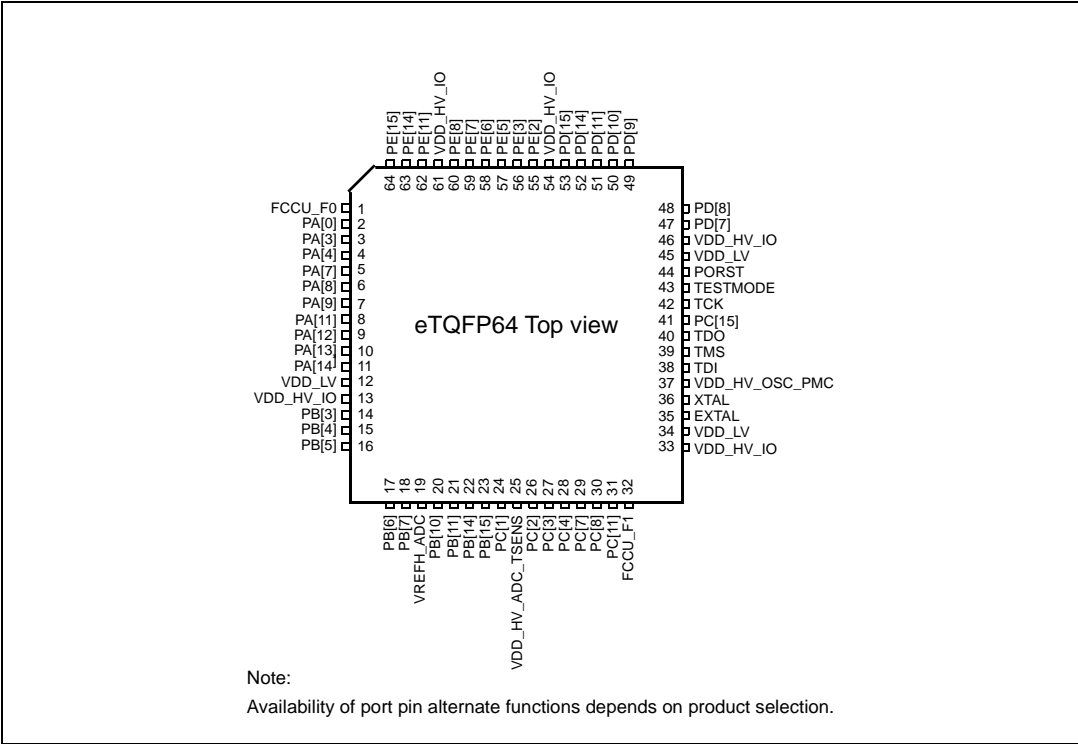 PE[15]
PE[14]
PE[11]
VDD_HV_IO
PE[8]
PE[7]
PE[6]
PE[5]
PE[3]
PE[2]
VDD_HV_IO
PD[15]
PD[14]
PD[11]
PD[10]
PD[9]
64
63
62
61
60
59
58
57
56
55
54
53
52
51
50
49
FCCU_F0 1
PA[0] 2
PA[3] 3
PA[4] 4
PA[7] 5
PA[8] 6
PA[9] 7
PA[11] 8
PA[12] 9
PA[13] 10
PA[14] 11
VDD_LV 12
VDD_HV_IO 13
PB[3] 14
PB[4] 15
PB[5] 16
eTQFP64 Top view
48 PD[8]
47 PD[7]
46 VDD_HV_IO
45 VDD_LV
44 PORST
43 TESTMODE
42 TCK
41 PC[15]
40 TDO
39 TMS
38 TDI
37 VDD_HV_OSC_PMC
36 XTAL
35 EXTAL
34 VDD_LV
33 VDD_HV_IO
17
18
19
20
21
22
23
24
25
26
27
28
29
30
31
32
PB[6]
PB[7]
VREFH_ADC
PB[10]
PB[11]
PB[14]
PB[15]
PC[1]
VDD_HV_ADC_TSENS
PC[2]
PC[3]
PC[4]
PC[7]
PC[8]
PC[11]
FCCU_F1
Note:
Availability of port pin alternate functions depends on product selection.